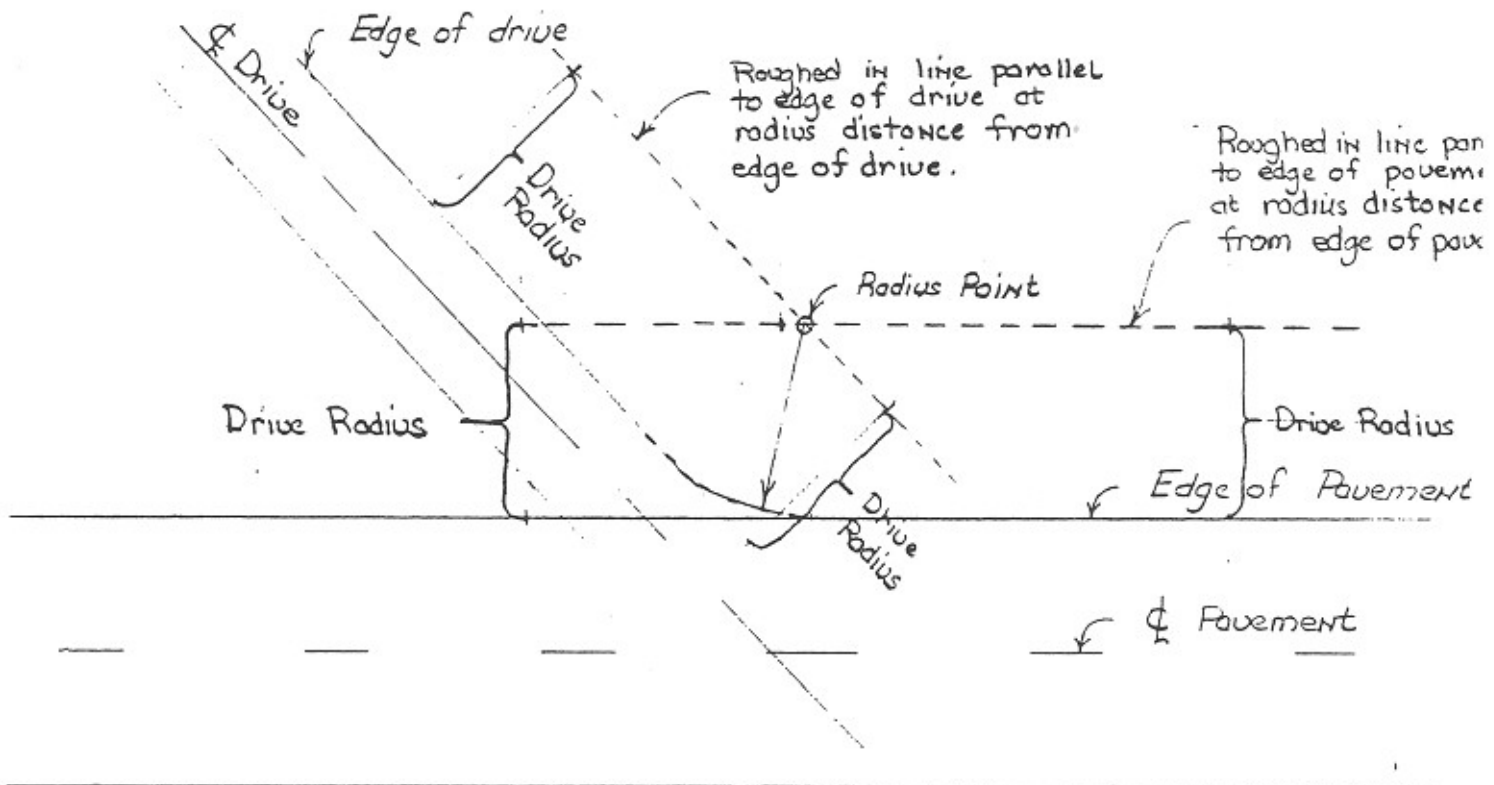 ℄ Drive
Edge of drive
Roughed in line parallel
to edge of drive at
radius distance from
edge of drive.
Roughed in line par
to edge of pavem
at radius distance
from edge of pav
Drive
Radius
Radius Point
Drive Radius
Drive Radius
Edge of Pavement
Drive
Radius
℄ Pavement